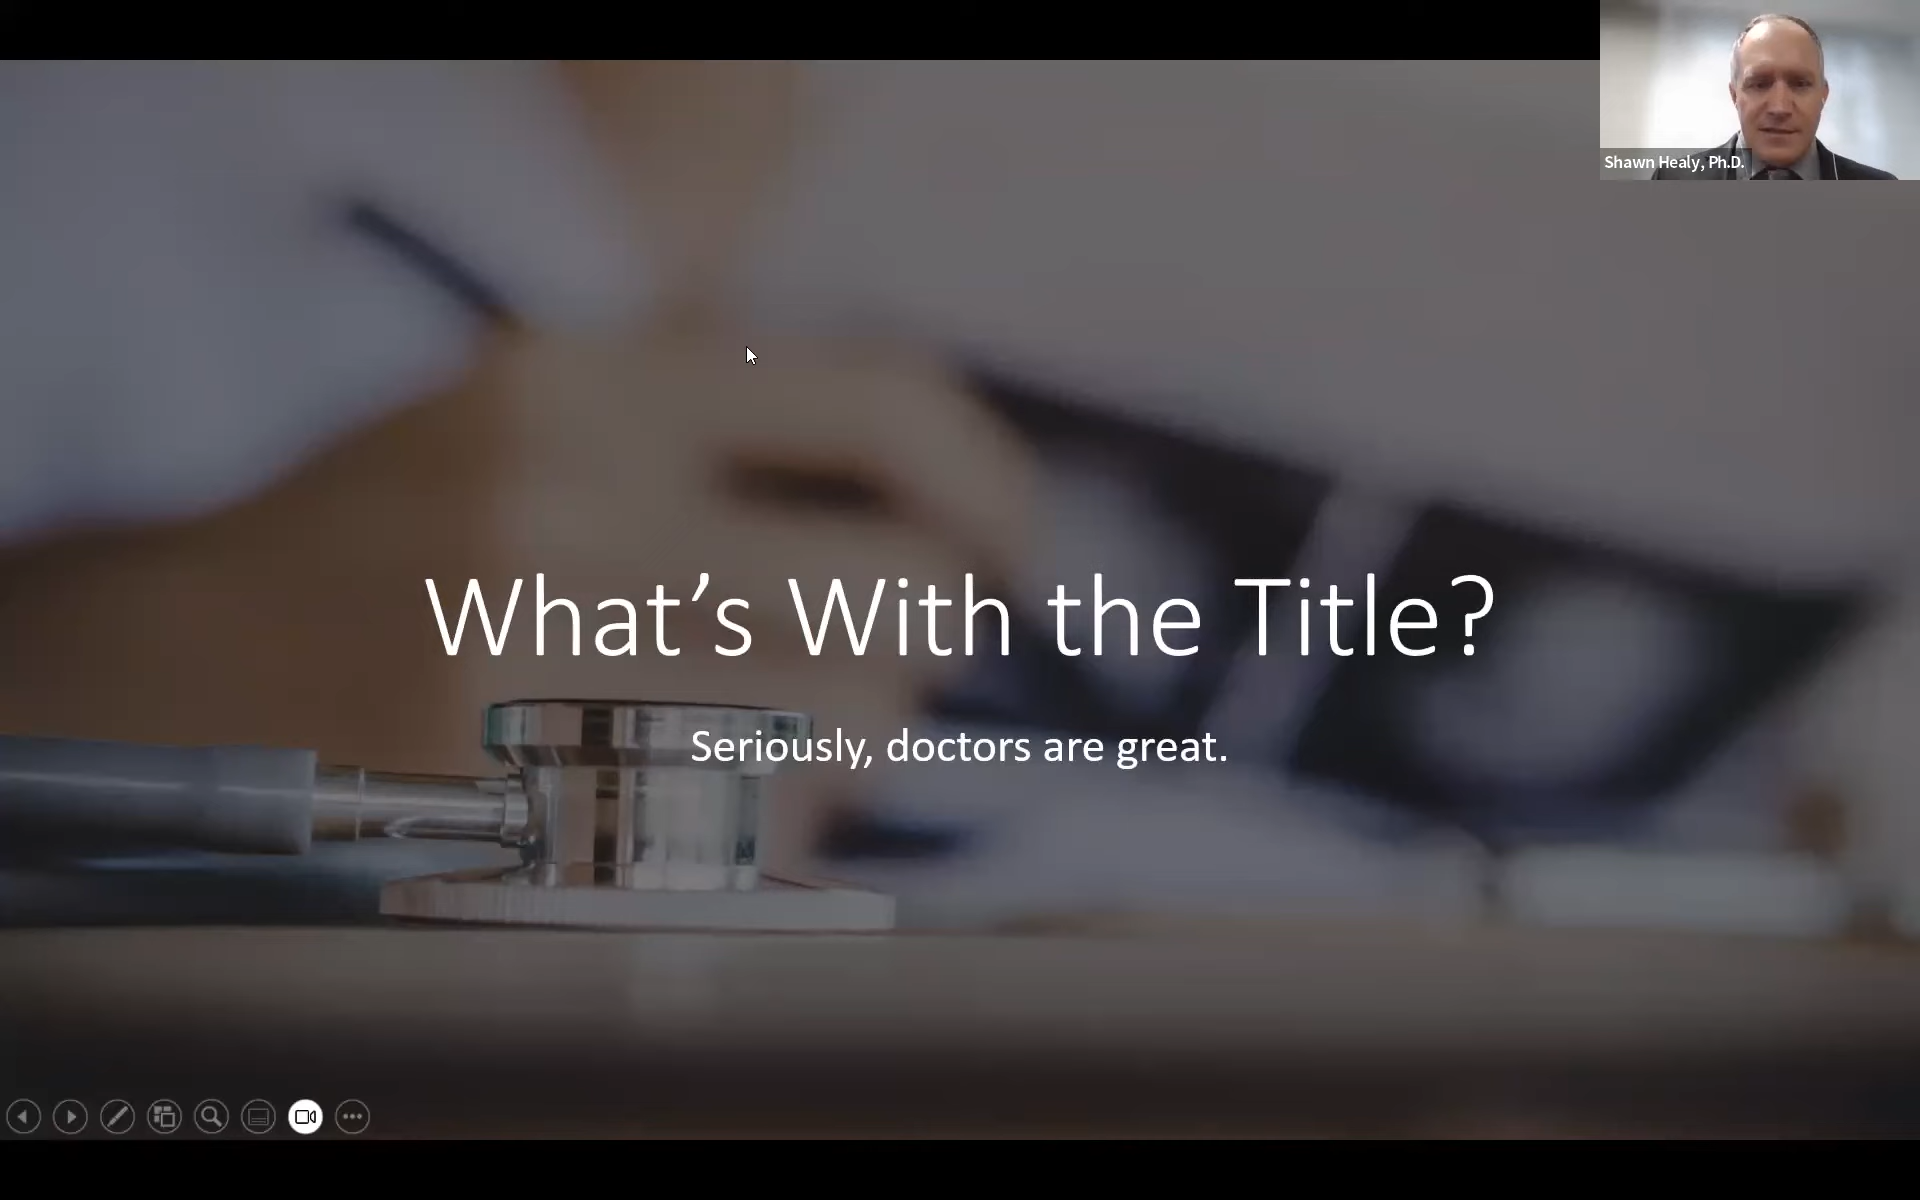 Shawn Healy, Ph.D.
What’s With the Title?
Seriously, doctors are great.